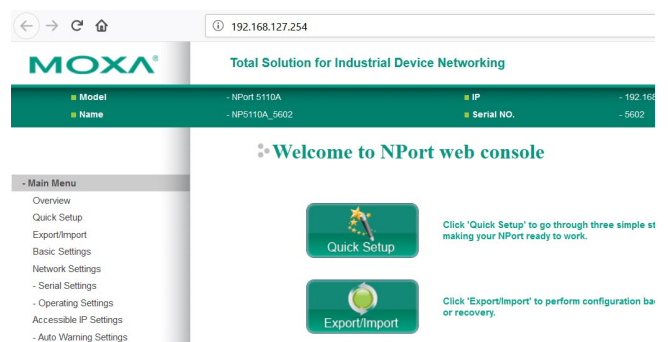 192.168.127.254
MOXA®
Total Solution for Industrial Device Networking
Model - NPort 5110A IP - 192.168
Name - NP5110A_5602 Serial NO. - 5602
Welcome to NPort web console
- Main Menu
Overview
Quick Setup
Export/Import
Basic Settings
Network Settings
- Serial Settings
- Operating Settings
Accessible IP Settings
- Auto Warning Settings
Quick Setup
Click 'Quick Setup' to go through three simple st
making your NPort ready to work.
Export/Import
Click 'Export/Import' to perform configuration ba
or recovery.